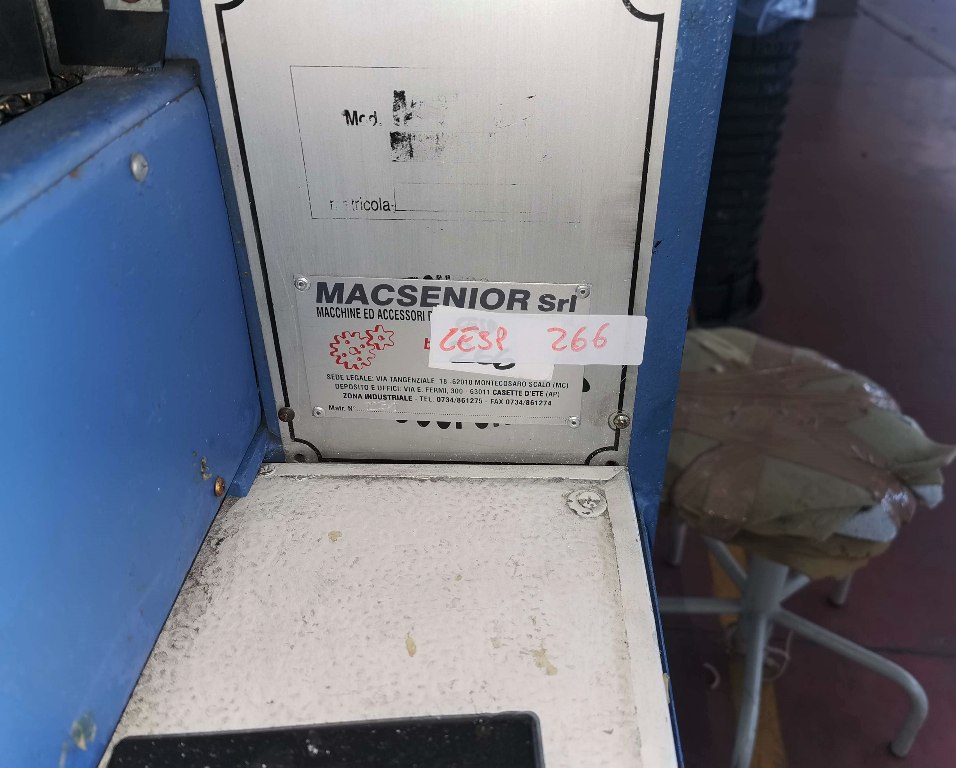 Mod.
matricola
MACSENIOR Srl
MACCHINE ED ACCESSORI
CESP 266
SEDE LEGALE: VIA TANGENZIALE, 18 - 62010 MONTECOSARO SCALO (MC)
DEPOSITO E UFFICI: VIA E. FERMI, 300 - 63011 CASETTE D'ETE (AP)
ZONA INDUSTRIALE - TEL. 0734/861275 - FAX 0734/861274
Matr. N°